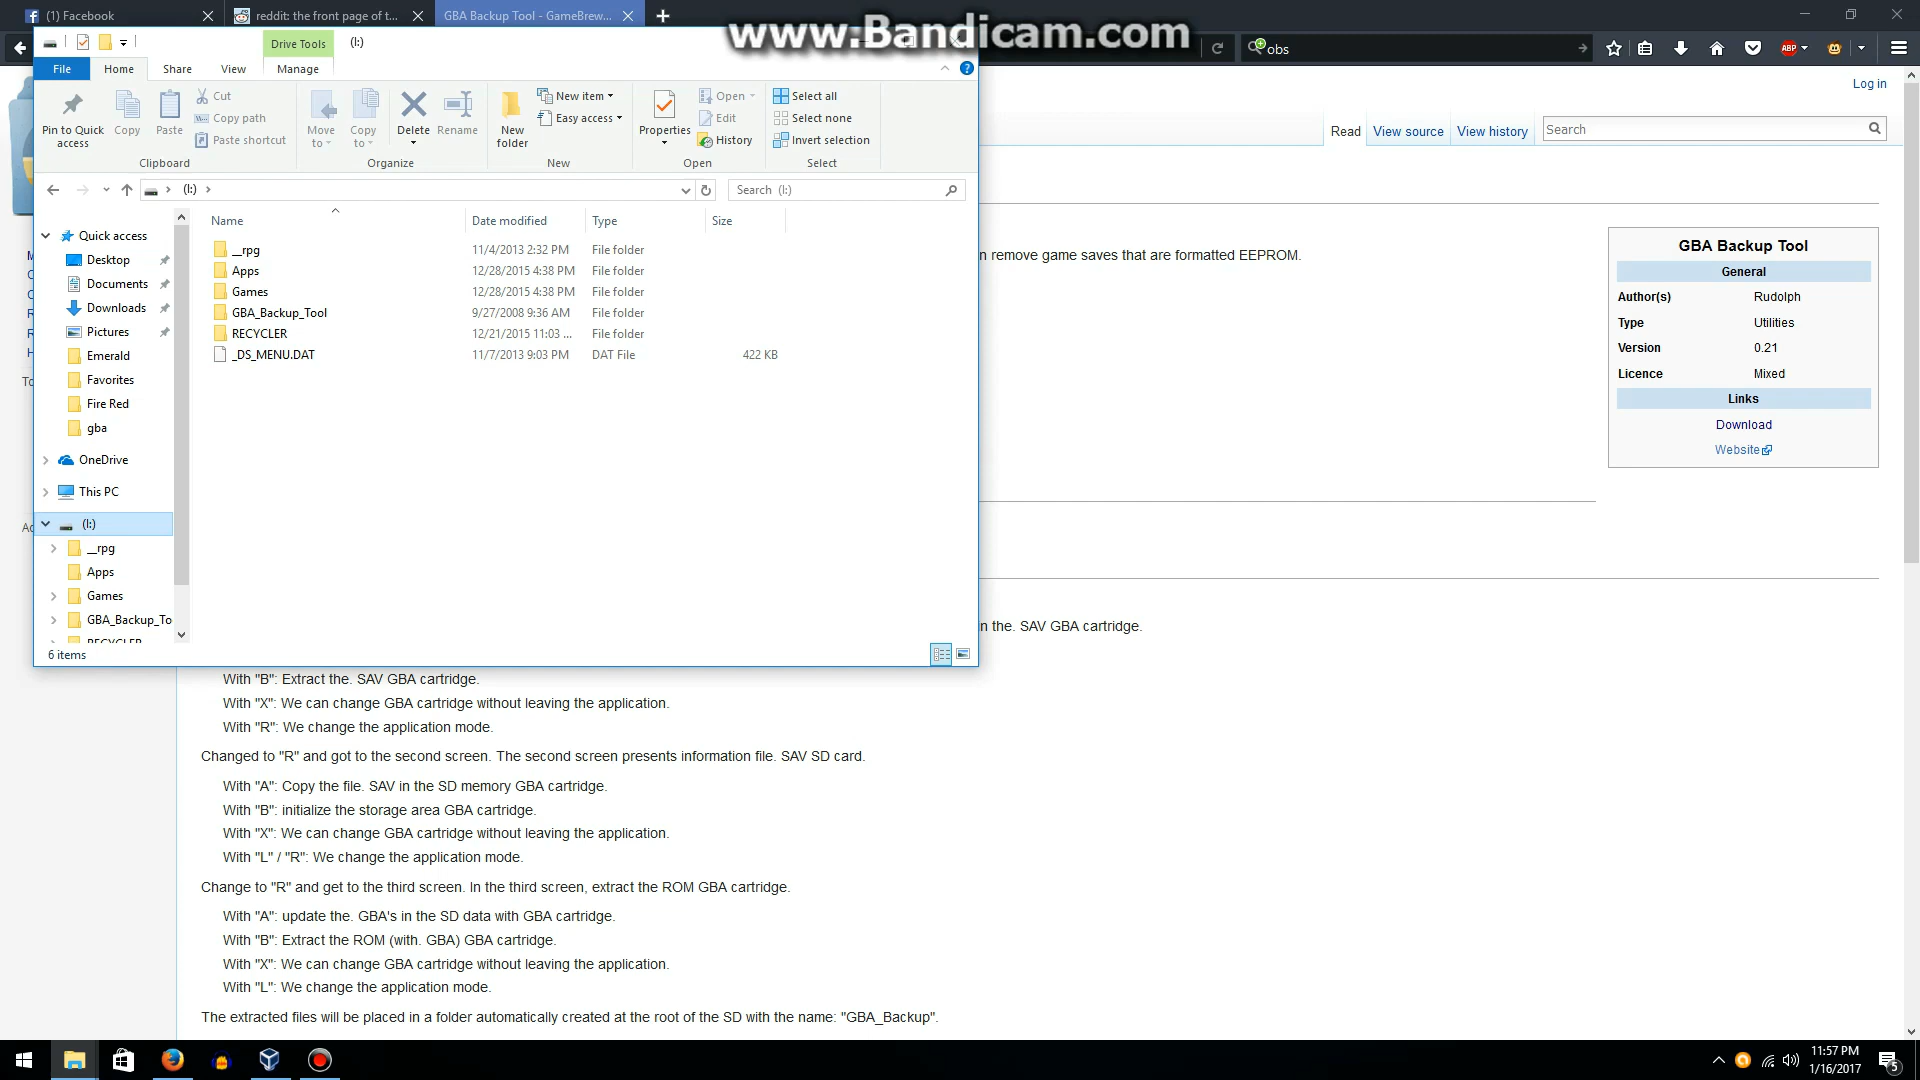 (1) Facebook
reddit: the front page of t...
GBA Backup Tool - GameBrew...
www.Bandicam.com
obs
ABP
Drive Tools
(I:)
File
Home
Share
View
Manage
Log in
Pin to Quick access
Copy
Paste
Cut
Copy path
Paste shortcut
Clipboard
Move to
Copy to
Delete
Rename
Organize
New folder
New item
Easy access
New
Properties
Open
Edit
History
Open
Select all
Select none
Invert selection
Select
Read
View source
View history
Search
(I:)
Search (I:)
Name
Date modified
Type
Size
__rpg 11/4/2013 2:32 PM File folder
Apps 12/28/2015 4:38 PM File folder
Games 12/28/2015 4:38 PM File folder
GBA_Backup_Tool 9/27/2008 9:36 AM File folder
RECYCLER 12/21/2015 11:03 ... File folder
_DS_MENU.DAT 11/7/2013 9:03 PM DAT File 422 KB
Quick access
Desktop
Documents
Downloads
Pictures
Emerald
Favorites
Fire Red
gba
OneDrive
This PC
(I:)
__rpg
Apps
Games
GBA_Backup_To
RECYCLER
6 items
n remove game saves that are formatted EEPROM.
GBA Backup Tool
General
Author(s) Rudolph
Type Utilities
Version 0.21
Licence Mixed
Links
Download
Website
n the. SAV GBA cartridge.
With "B": Extract the. SAV GBA cartridge.
With "X": We can change GBA cartridge without leaving the application.
With "R": We change the application mode.
Changed to "R" and got to the second screen. The second screen presents information file. SAV SD card.
With "A": Copy the file. SAV in the SD memory GBA cartridge.
With "B": initialize the storage area GBA cartridge.
With "X": We can change GBA cartridge without leaving the application.
With "L" / "R": We change the application mode.
Change to "R" and get to the third screen. In the third screen, extract the ROM GBA cartridge.
With "A": update the. GBA's in the SD data with GBA cartridge.
With "B": Extract the ROM (with. GBA) GBA cartridge.
With "X": We can change GBA cartridge without leaving the application.
With "L": We change the application mode.
The extracted files will be placed in a folder automatically created at the root of the SD with the name: "GBA_Backup".
11:57 PM
1/16/2017
5